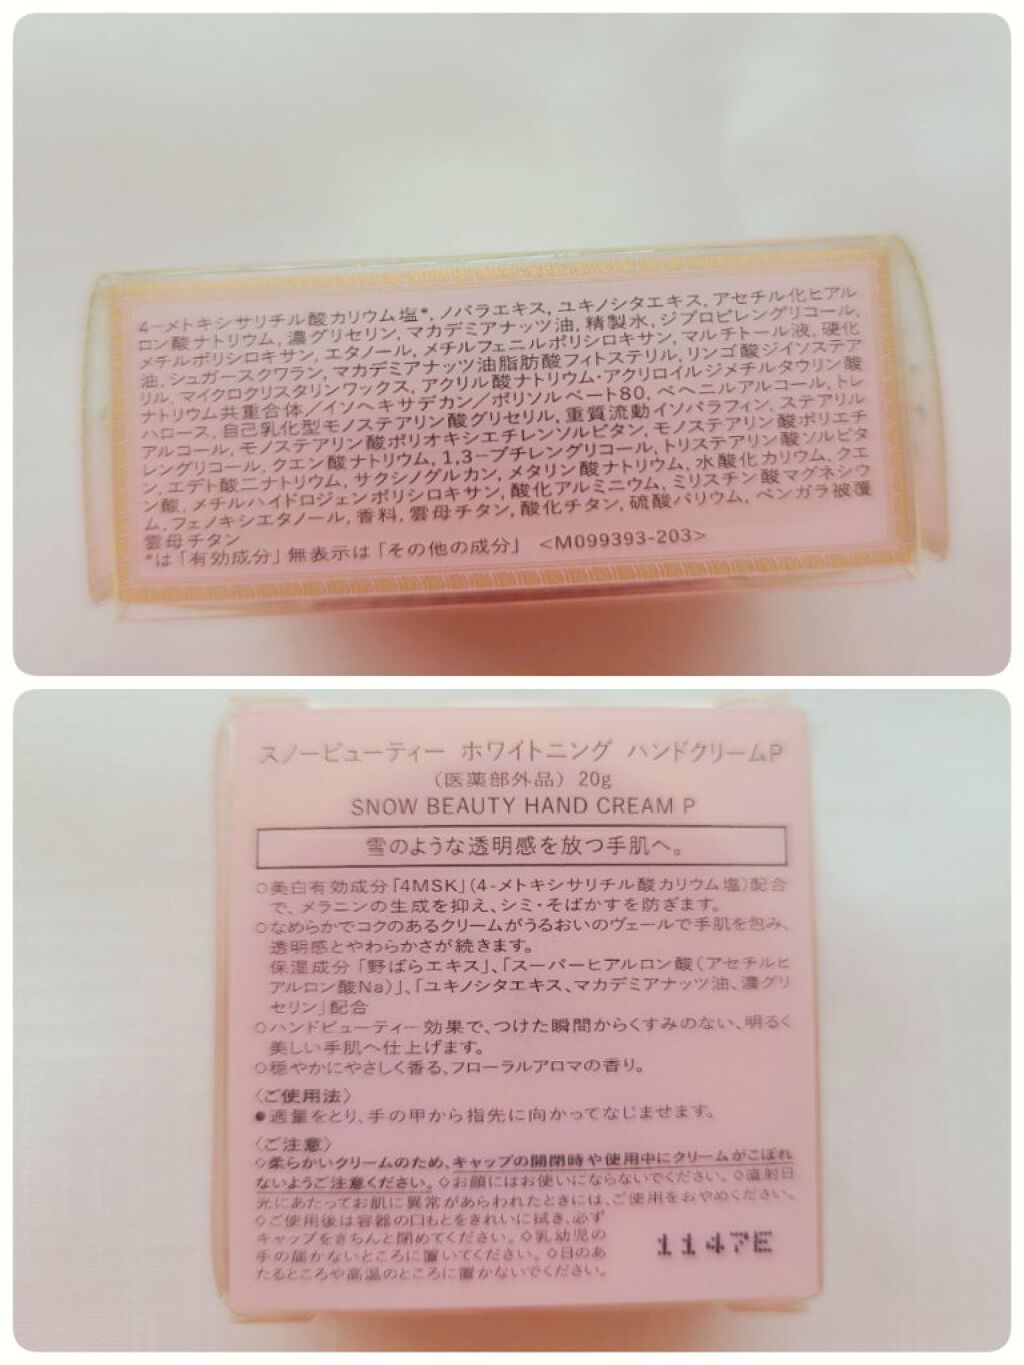 4-メトキシサリチル酸カリウム塩*, ノバラエキス, ユキノシタエキス, アセチル化ヒアル
ロン酸ナトリウム, 濃グリセリン, マカデミアナッツ油, 精製水, ジプロピレングリコール,
メチルポリシロキサン, エタノール, メチルフェニルポリシロキサン, マルチトール液, 硬化
油, シュガースクワラン, マカデミアナッツ油脂肪酸フィトステリル, リンゴ酸ジイソステア
リル, マイクロクリスタリンワックス, アクリル酸ナトリウム・アクリロイルジメチルタウリン酸
ナトリウム共重合体/イソヘキサデカン/ポリソルベート80, ベヘニルアルコール, トレ
ハロース, 自己乳化型モノステアリン酸グリセリル, 重質流動イソパラフィン, ステアリル
アルコール, モノステアリン酸ポリオキシエチレンソルビタン, モノステアリン酸ポリエチ
レングリコール, クエン酸ナトリウム, 1,3-ブチレングリコール, トリステアリン酸ソルビタ
ン, エデト酸二ナトリウム, サクシノグルカン, メタリン酸ナトリウム, 水酸化カリウム, クエ
ン酸, メチルハイドロジェンポリシロキサン, 酸化アルミニウム, ミリスチン酸マグネシウ
ム, フェノキシエタノール, 香料, 雲母チタン, 酸化チタン, 硫酸バリウム, ベンガラ被覆
雲母チタン
*は「有効成分」無表示は「その他の成分」 <M099393-203>
スノービューティー ホワイトニング ハンドクリームP
(医薬部外品) 20g
SNOW BEAUTY HAND CREAM P
雪のような透明感を放つ手肌へ。
○美白有効成分「4MSK」(4-メトキシサリチル酸カリウム塩)配合
で、メラニンの生成を抑え、シミ・そばかすを防ぎます。
○なめらかでコクのあるクリームがうるおいのヴェールで手肌を包み、
透明感とやわらかさが続きます。
保湿成分「野ばらエキス」、「スーパーヒアルロン酸(アセチルヒ
アルロン酸Na)」、「ユキノシタエキス、マカデミアナッツ油、濃グリ
セリン」配合
○ハンドビューティー効果で、つけた瞬間からくすみのない、明るく
美しい手肌へ仕上げます。
○穏やかにやさしく香る、フローラルアロマの香り。
〈ご使用法〉
●適量をとり、手の甲から指先に向かってなじませます。
〈ご注意〉
◇柔らかいクリームのため、キャップの開閉時や使用中にクリームがこぼれ
ないようご注意ください。◇お顔にはお使いにならないでください。◇直射日
光にあたってお肌に異常があらわれたときには、ご使用をおやめください。
◇ご使用後は容器の口もとをきれいに拭き、必ず
キャップをきちんと閉めてください。◇乳幼児の
手の届かないところに置いてください。◇日のあ
たるところや高温のところに置かないでください。
1147E